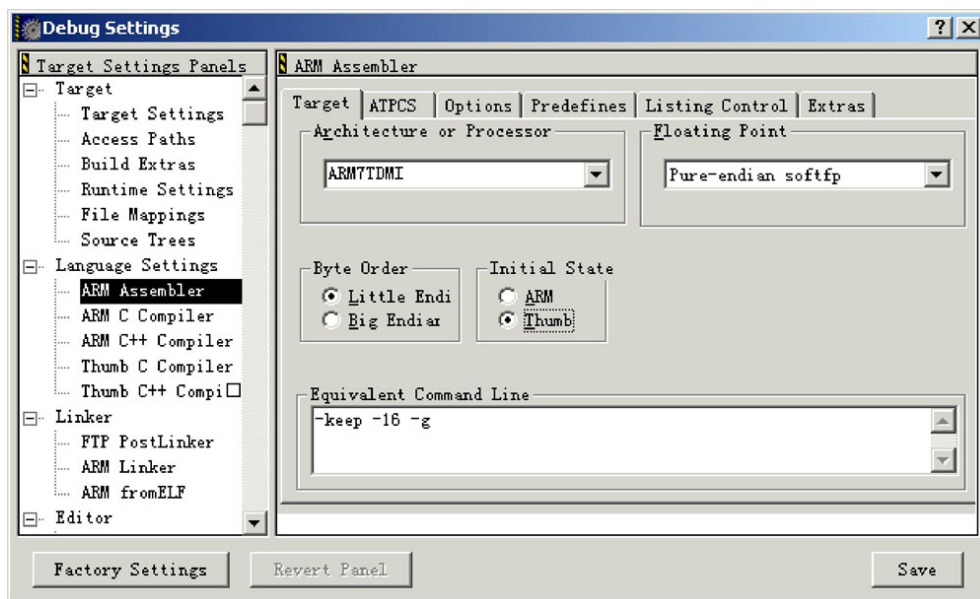 Debug Settings
Target Settings Panels
Target
Target Settings
Access Paths
Build Extras
Runtime Settings
File Mappings
Source Trees
Language Settings
ARM Assembler
ARM C Compiler
ARM C++ Compiler
Thumb C Compiler
Thumb C++ Compi
Linker
FTP PostLinker
ARM Linker
ARM fromELF
Editor
ARM Assembler
Target ATPCS Options Predefines Listing Control Extras
Architecture or Processor Floating Point
ARM7TDMI Pure-endian softfp
Byte Order Initial State
Little Endi ARM
Big Endiar Thumb
Equivalent Command Line
-keep -16 -g
Factory Settings Revert Panel Save